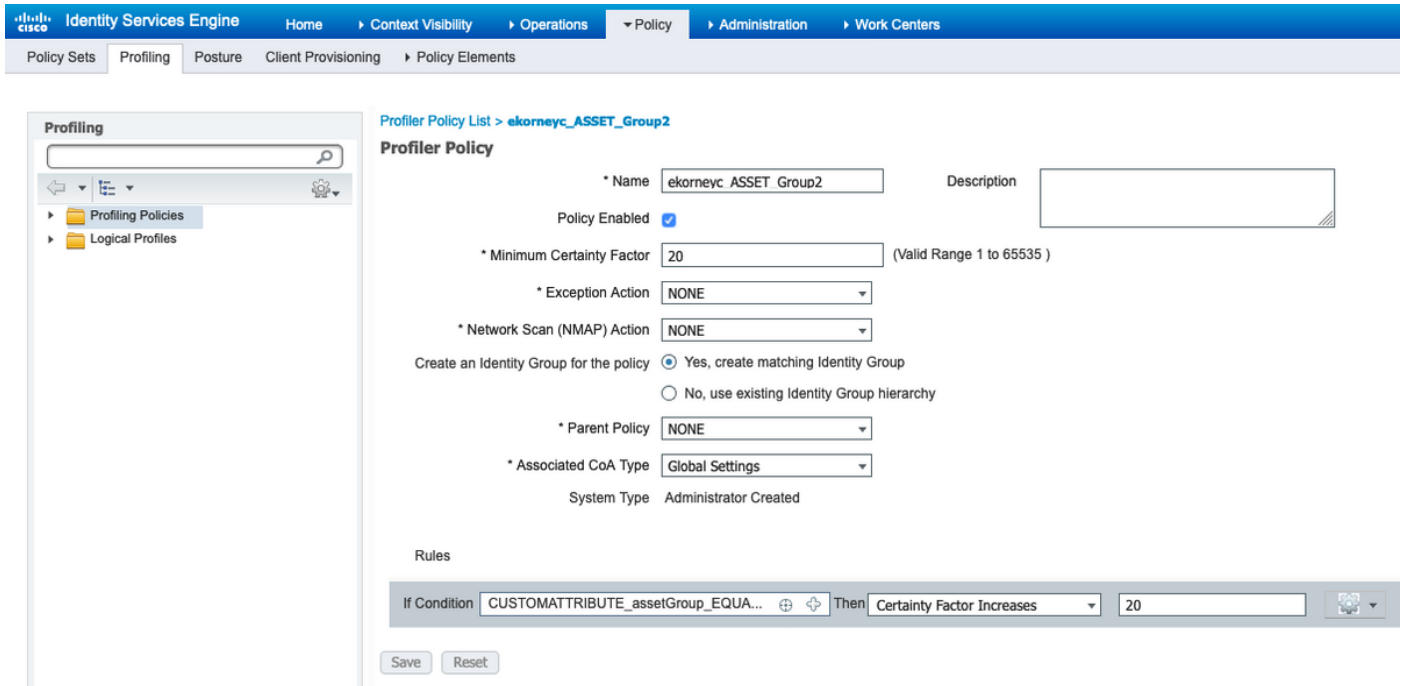 cisco Identity Services Engine Home Context Visibility Operations Policy Administration Work Centers
Policy Sets Profiling Posture Client Provisioning Policy Elements
Profiling
Profiling Policies
Logical Profiles
Profiler Policy List > ekorneyc_ASSET_Group2
Profiler Policy
* Name ekorneyc_ASSET_Group2 Description
Policy Enabled
* Minimum Certainty Factor 20 (Valid Range 1 to 65535 )
* Exception Action NONE
* Network Scan (NMAP) Action NONE
Create an Identity Group for the policy Yes, create matching Identity Group
No, use existing Identity Group hierarchy
* Parent Policy NONE
* Associated CoA Type Global Settings
System Type Administrator Created
Rules
If Condition CUSTOMATTRIBUTE_assetGroup_EQUA... Then Certainty Factor Increases 20
Save Reset